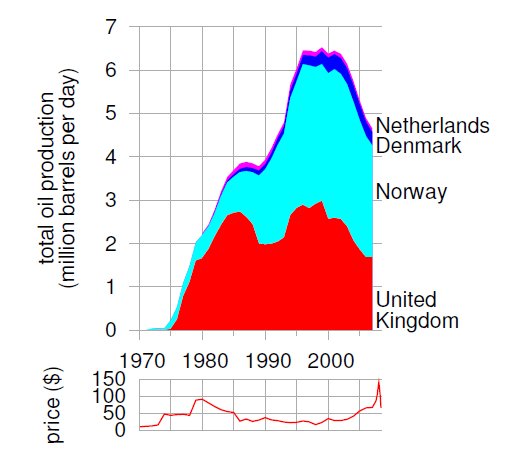 total oil production
(million barrels per day)
7
6
5
4
3
2
1
0
Netherlands
Denmark
Norway
United
Kingdom
1970 1980 1990 2000
price ($)
150
100
50
0